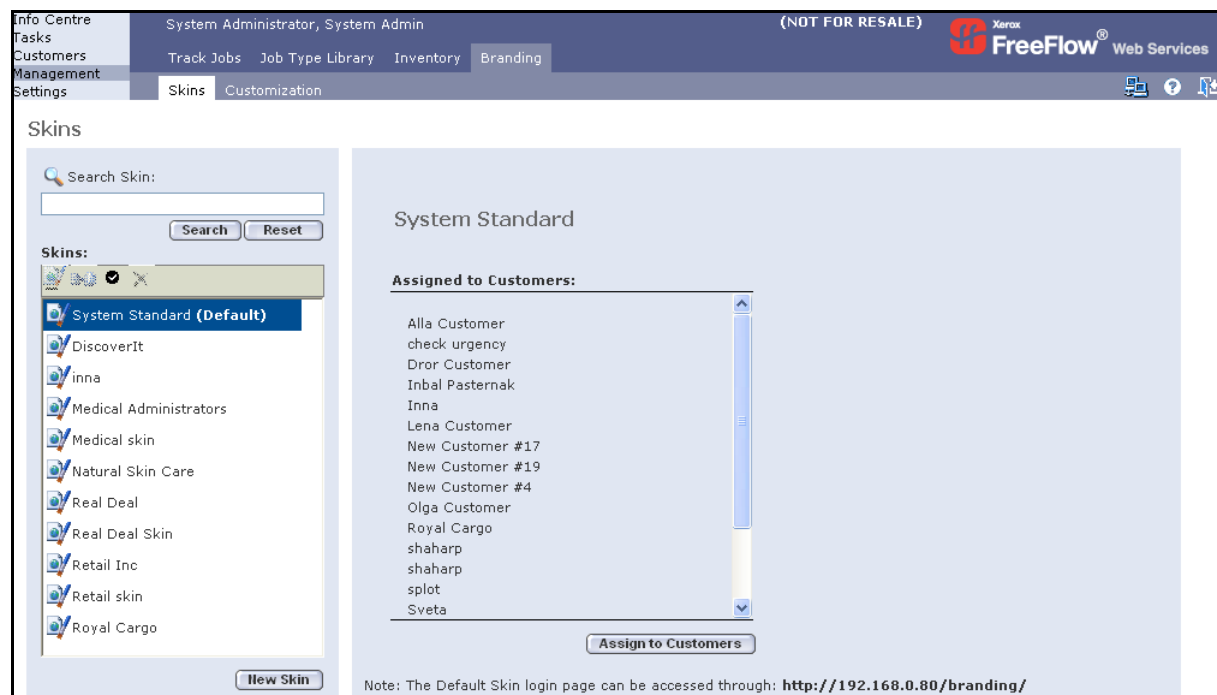 Info Centre
Tasks
Customers
Management
Settings
System Administrator, System Admin
(NOT FOR RESALE)
Xerox
FreeFlow® Web Services
Track Jobs Job Type Library Inventory Branding
Skins Customization
Skins
Search Skin:
Search Reset
Skins:
System Standard (Default)
DiscoverIt
inna
Medical Administrators
Medical skin
Natural Skin Care
Real Deal
Real Deal Skin
Retail Inc
Retail skin
Royal Cargo
New Skin
System Standard
Assigned to Customers:
Alla Customer
check urgency
Dror Customer
Inbal Pasternak
Inna
Lena Customer
New Customer #17
New Customer #19
New Customer #4
Olga Customer
Royal Cargo
shaharp
shaharp
splot
Sveta
Assign to Customers
Note: The Default Skin login page can be accessed through: http://192.168.0.80/branding/